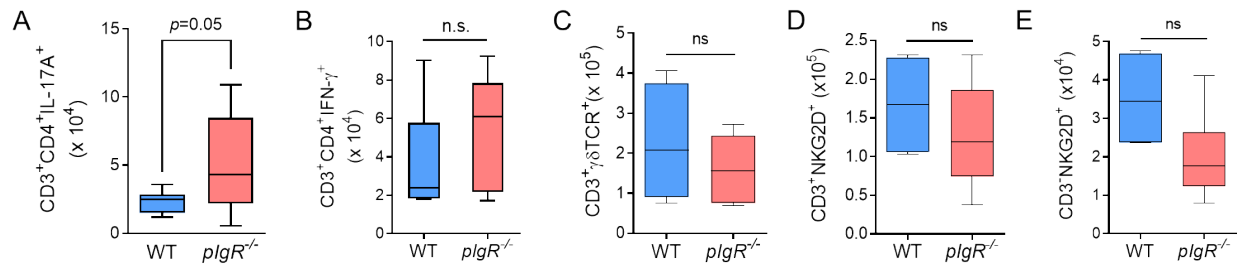 A
CD3+CD4+IL-17A+
(x 10⁴)
15
10
5
0
p=0.05
WT
pIgR-/-
B
CD3+CD4+IFN-γ+
(x 10⁴)
10
8
6
4
2
0
n.s.
WT
pIgR-/-
C
CD3+γδTCR+(x 10⁵)
5
4
3
2
1
0
ns
WT
pIgR-/-
D
CD3+NKG2D+ (x10⁵)
2.5
2.0
1.5
1.0
0.5
0.0
ns
WT
pIgR-/-
E
CD3-NKG2D+ (x10⁴)
5
4
3
2
1
0
ns
WT
pIgR-/-